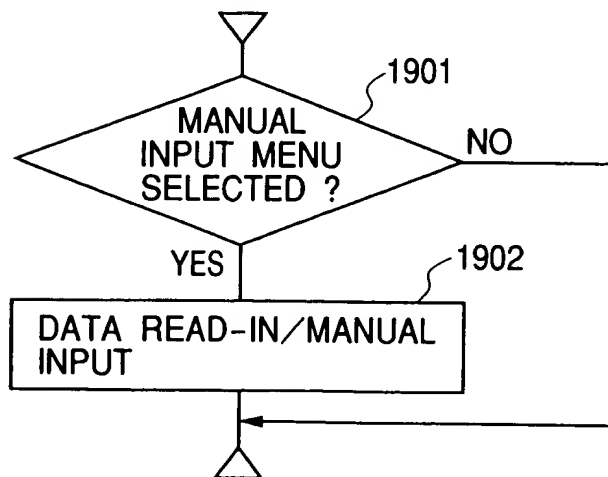 1901
MANUAL
INPUT MENU
SELECTED ?
NO
YES
1902
DATA READ-IN/MANUAL
INPUT